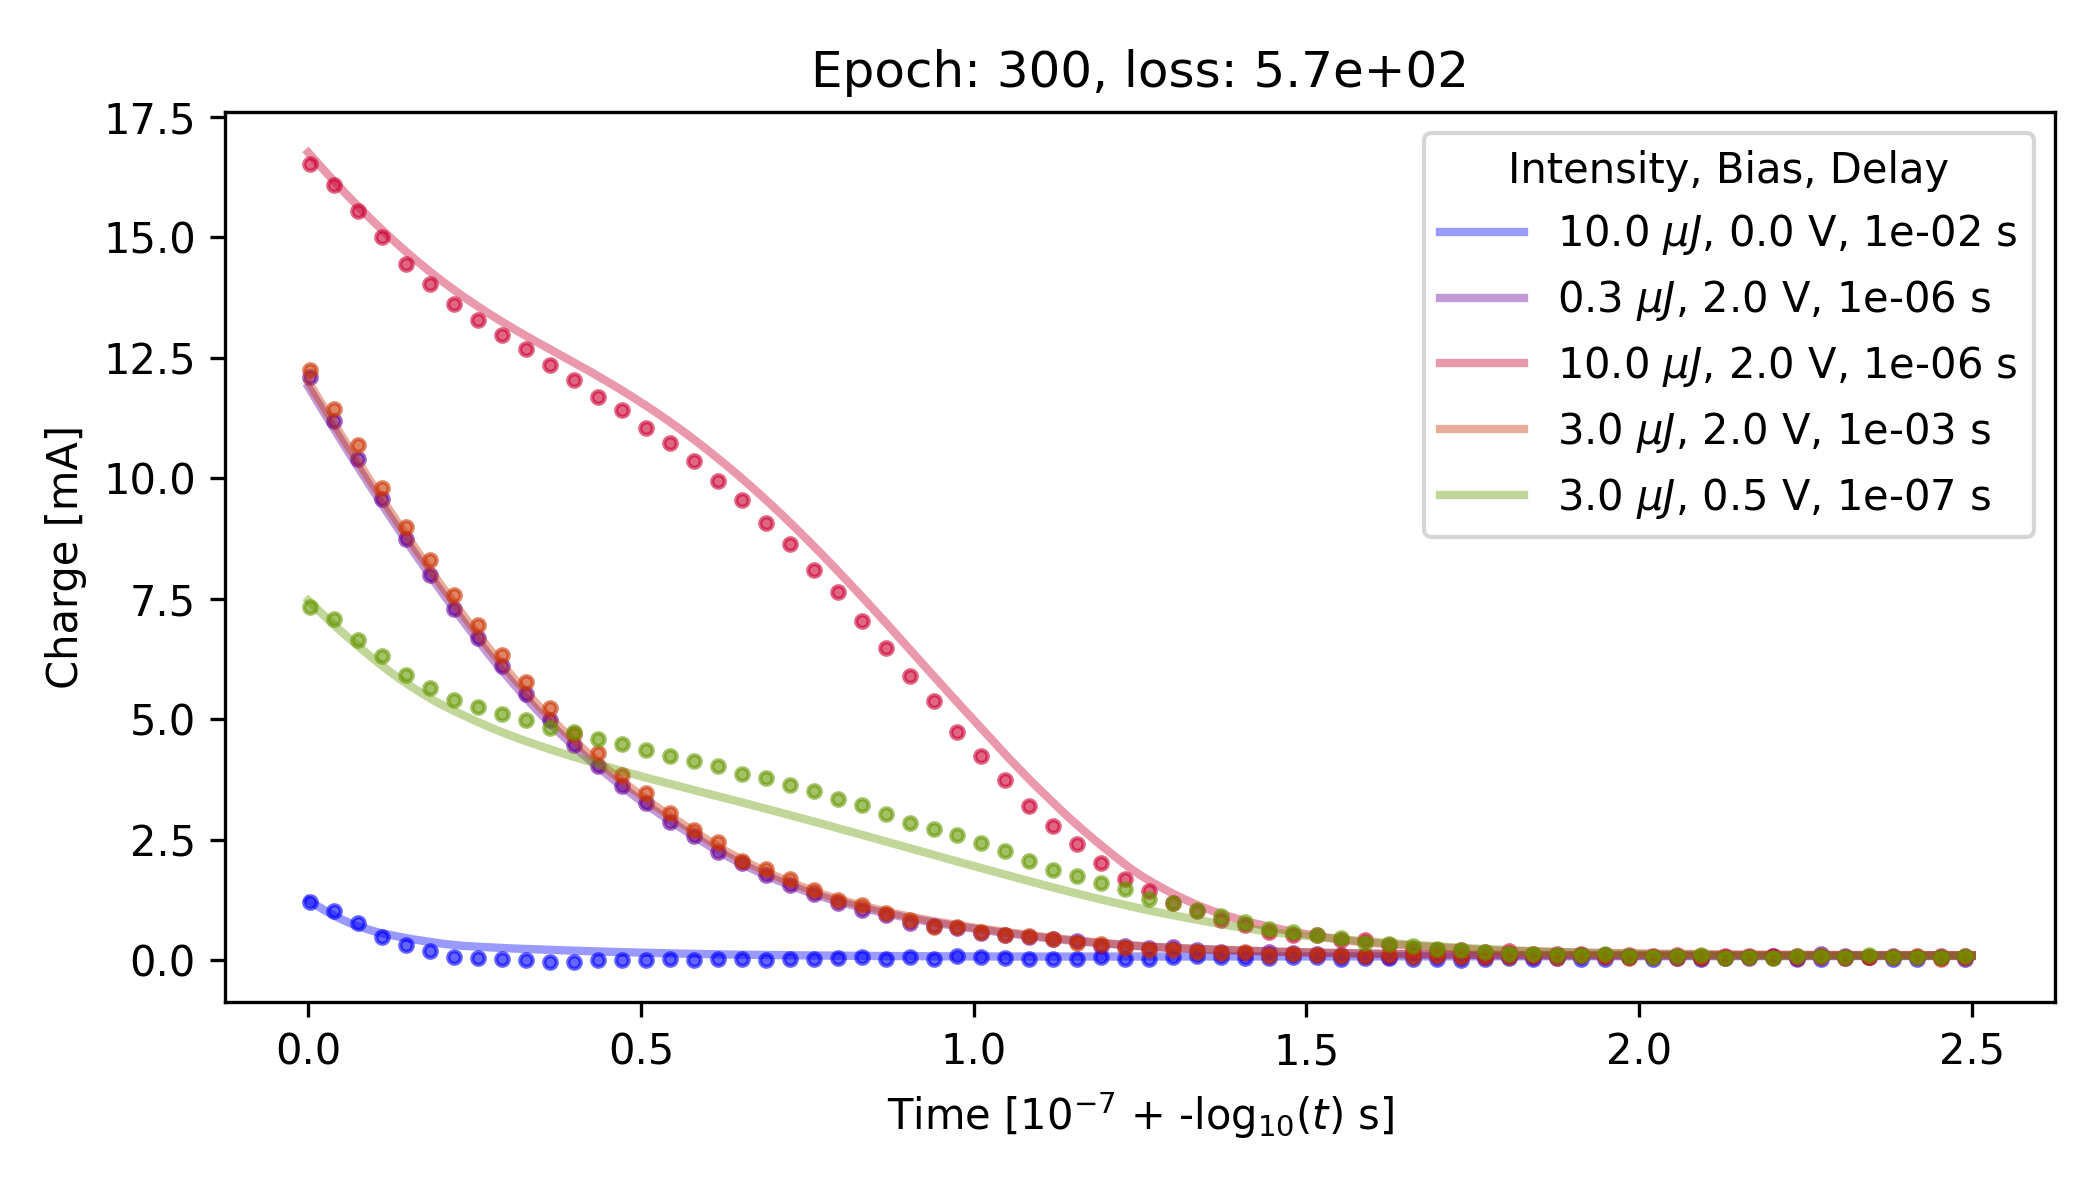 Epoch: 300, loss: 5.7e+02
17.5
15.0
12.5
10.0
7.5
5.0
2.5
0.0
Charge [mA]
Intensity, Bias, Delay
10.0 μJ, 0.0 V, 1e-02 s
0.3 μJ, 2.0 V, 1e-06 s
10.0 μJ, 2.0 V, 1e-06 s
3.0 μJ, 2.0 V, 1e-03 s
3.0 μJ, 0.5 V, 1e-07 s
0.0 0.5 1.0 1.5 2.0 2.5
Time [10⁻⁷ + -log₁₀(t) s]